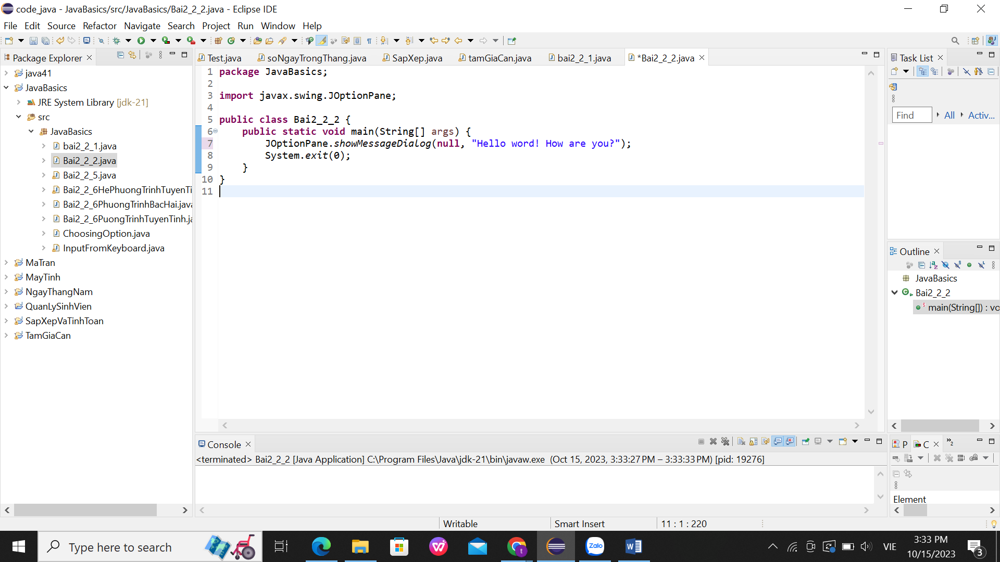 code_java - JavaBasics/src/JavaBasics/Bai2_2_2.java - Eclipse IDE
File Edit Source Refactor Navigate Search Project Run Window Help
Package Explorer
java41
JavaBasics
JRE System Library [jdk-21]
src
JavaBasics
bai2_2_1.java
Bai2_2_2.java
Bai2_2_5.java
Bai2_2_6HePhuongTrinhTuyenTi
Bai2_2_6PhuongTrinhBacHai.java
Bai2_2_6PuongTrinhTuyenTinh.ja
ChoosingOption.java
InputFromKeyboard.java
MaTran
MayTinh
NgayThangNam
QuanLySinhVien
SapXepVaTinhToan
TamGiaCan
Test.java soNgayTrongThang.java SapXep.java tamGiaCan.java bai2_2_1.java *Bai2_2_2.java
1 package JavaBasics;
2
3 import javax.swing.JOptionPane;
4
5 public class Bai2_2_2 {
6 public static void main(String[] args) {
7 JOptionPane.showMessageDialog(null, "Hello word! How are you?");
8 System.exit(0);
9 }
10 }
11
Console
<terminated> Bai2_2_2 [Java Application] C:\Program Files\Java\jdk-21\bin\javaw.exe (Oct 15, 2023, 3:33:27 PM – 3:33:33 PM) [pid: 19276]
Task List
Find All Activ...
Outline
JavaBasics
Bai2_2_2
main(String[]) : vo
P C »2
Element
Writable Smart Insert 11 : 1 : 220
Type here to search
Zalo
VIE
3:33 PM
10/15/2023
3